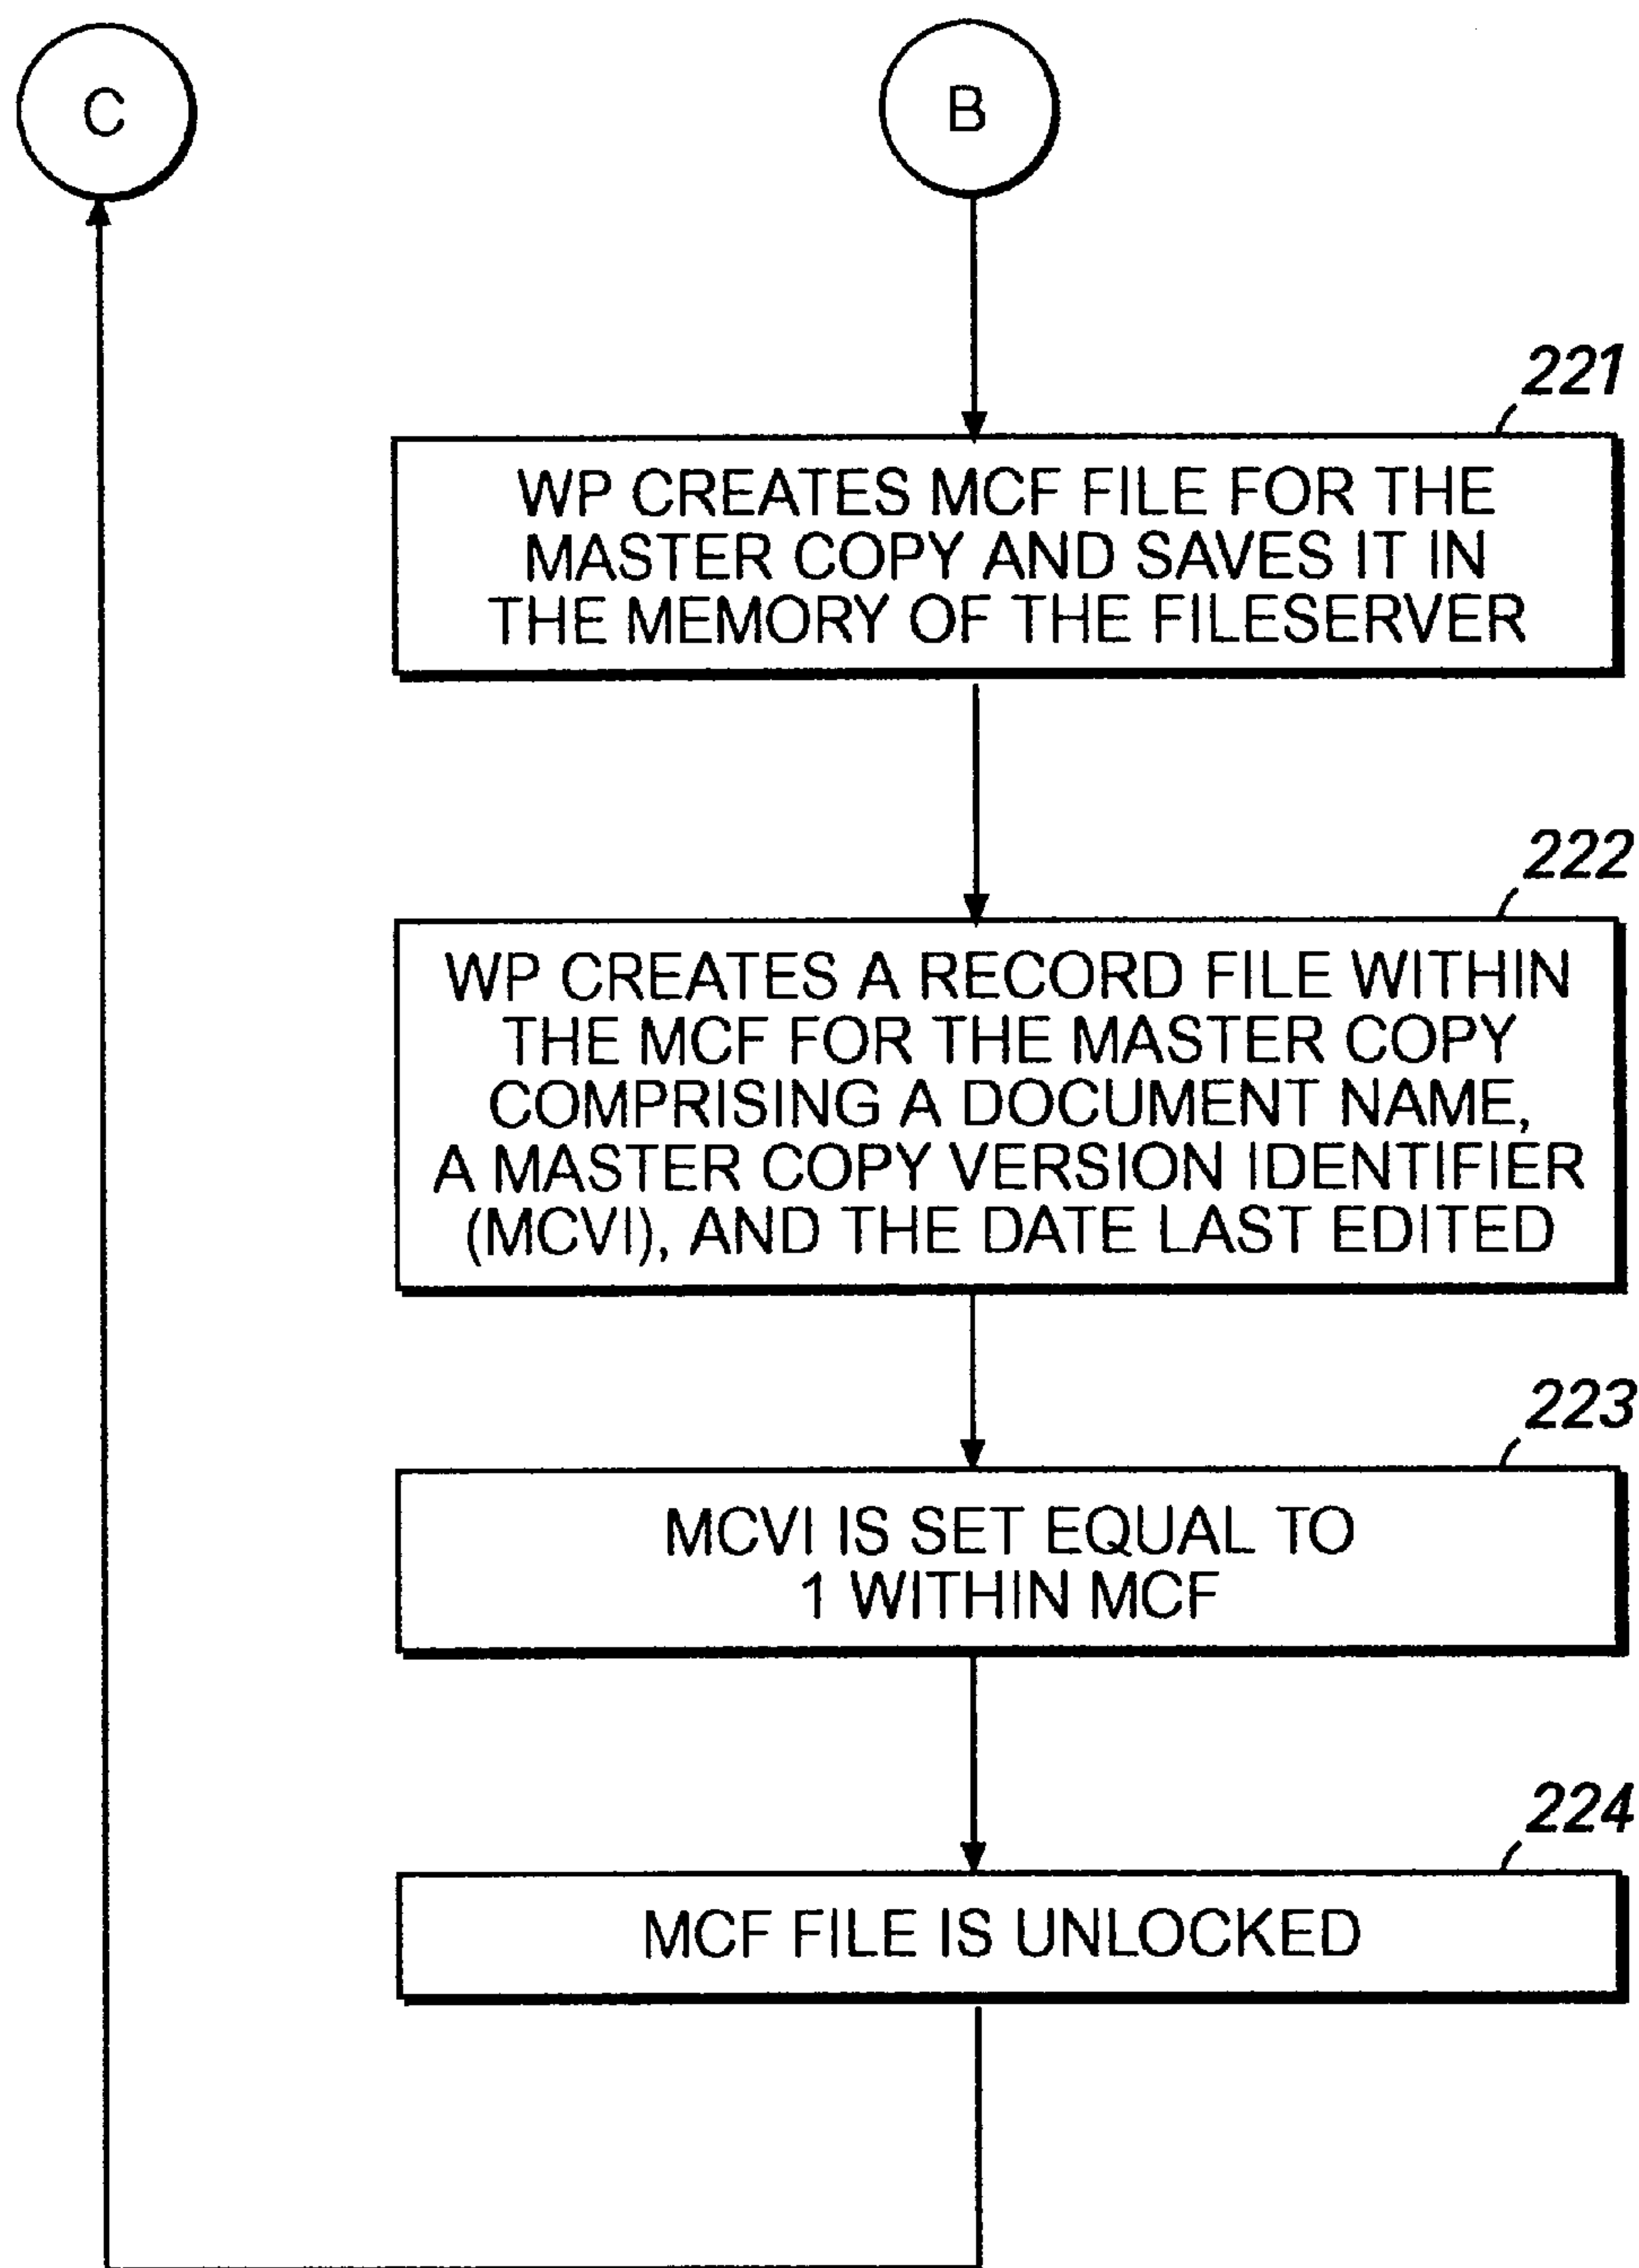 C
B
221
WP CREATES MCF FILE FOR THE
MASTER COPY AND SAVES IT IN
THE MEMORY OF THE FILESERVER
222
WP CREATES A RECORD FILE WITHIN
THE MCF FOR THE MASTER COPY
COMPRISING A DOCUMENT NAME,
A MASTER COPY VERSION IDENTIFIER
(MCVI), AND THE DATE LAST EDITED
223
MCVI IS SET EQUAL TO
1 WITHIN MCF
224
MCF FILE IS UNLOCKED